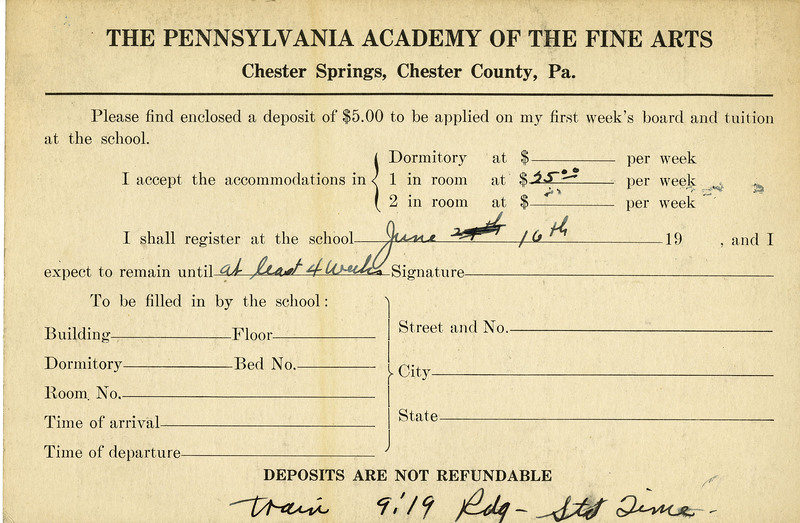 THE PENNSYLVANIA ACADEMY OF THE FINE ARTS
Chester Springs, Chester County, Pa.
Please find enclosed a deposit of $5.00 to be applied on my first week's board and tuition
at the school.
I accept the accommodations in
Dormitory at $ per week
1 in room at $25.00 per week
2 in room at $ per week
I shall register at the school June 16th 19 , and I
expect to remain until at least 4 weeks Signature
To be filled in by the school:
Building Floor
Dormitory Bed No.
Room No.
Time of arrival
Time of departure
Street and No.
City
State
DEPOSITS ARE NOT REFUNDABLE
train 9:19 Rdg - Std Time -